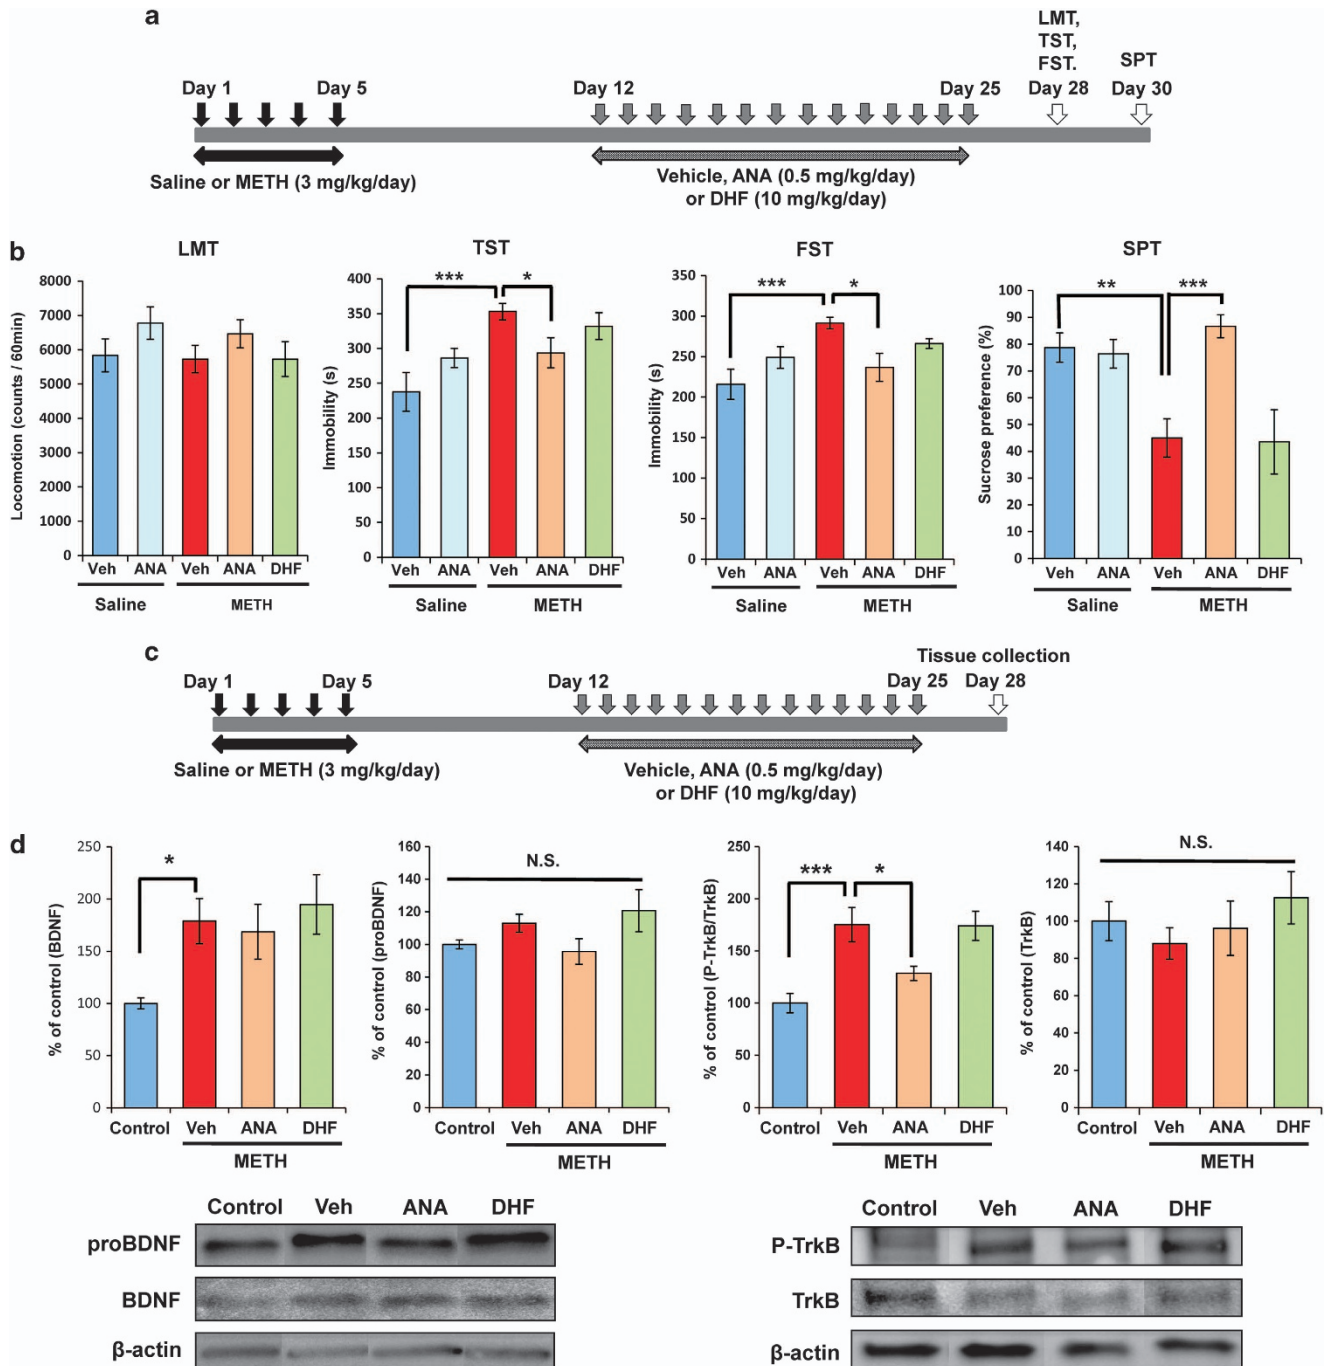 a
LMT,
TST,
FST.
SPT
Day 1
Day 5
Day 12
Day 25
Day 28
Day 30
Saline or METH (3 mg/kg/day)
Vehicle, ANA (0.5 mg/kg/day)
or DHF (10 mg/kg/day)
b
LMT
Locomotion (counts / 60min)
8000
7000
6000
5000
4000
3000
2000
1000
0
Veh ANA Veh ANA DHF
Saline METH
TST
Immobility (s)
400
350
300
250
200
150
100
50
0
*** *
Veh ANA Veh ANA DHF
Saline METH
FST
Immobility (s)
350
300
250
200
150
100
50
0
*** *
Veh ANA Veh ANA DHF
Saline METH
SPT
Sucrose preference (%)
100
90
80
70
60
50
40
30
20
10
0
** ***
Veh ANA Veh ANA DHF
Saline METH
c
Tissue collection
Day 1
Day 5
Day 12
Day 25
Day 28
Saline or METH (3 mg/kg/day)
Vehicle, ANA (0.5 mg/kg/day)
or DHF (10 mg/kg/day)
d
% of control (BDNF)
250
200
150
100
50
0
*
Control Veh ANA DHF
METH
% of control (proBDNF)
160
140
120
100
80
60
40
20
0
N.S.
Control Veh ANA DHF
METH
% of control (P-TrkB/TrkB)
250
200
150
100
50
0
*** *
Control Veh ANA DHF
METH
% of control (TrkB)
140
120
100
80
60
40
20
0
N.S.
Control Veh ANA DHF
METH
Control Veh ANA DHF
proBDNF
BDNF
β-actin
Control Veh ANA DHF
P-TrkB
TrkB
β-actin